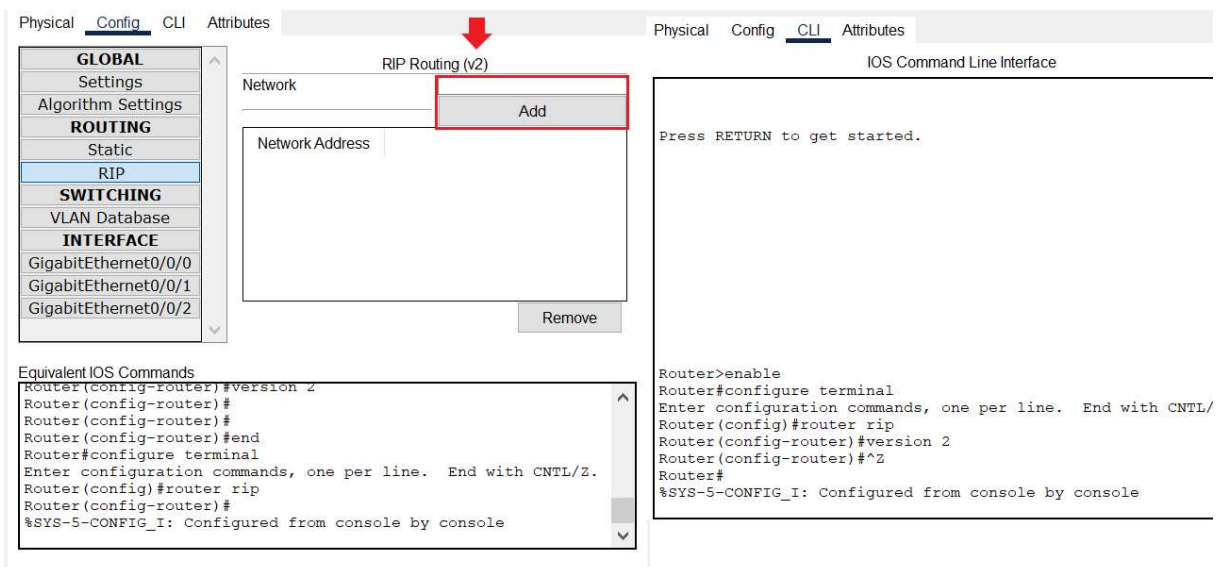 Physical Config CLI Attributes
GLOBAL
Settings
Algorithm Settings
ROUTING
Static
RIP
SWITCHING
VLAN Database
INTERFACE
GigabitEthernet0/0/0
GigabitEthernet0/0/1
GigabitEthernet0/0/2
RIP Routing (v2)
Network
Add
Network Address
Remove
Equivalent IOS Commands
Router(config-router)#version 2
Router(config-router)#
Router(config-router)#
Router(config-router)#end
Router#configure terminal
Enter configuration commands, one per line. End with CNTL/Z.
Router(config)#router rip
Router(config-router)#
%SYS-5-CONFIG_I: Configured from console by console
Physical Config CLI Attributes
IOS Command Line Interface
Press RETURN to get started.
Router>enable
Router#configure terminal
Enter configuration commands, one per line. End with CNTL/
Router(config)#router rip
Router(config-router)#version 2
Router(config-router)#^Z
Router#
%SYS-5-CONFIG_I: Configured from console by console